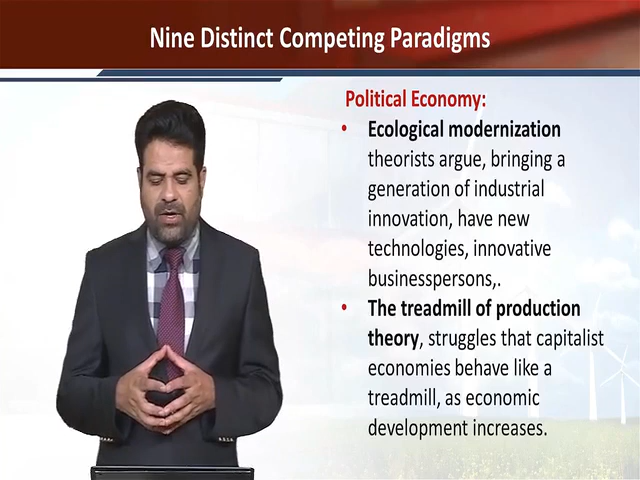 Nine Distinct Competing Paradigms
Political Economy:
• Ecological modernization
theorists argue, bringing a
generation of industrial
innovation, have new
technologies, innovative
businesspersons,.
• The treadmill of production
theory, struggles that capitalist
economies behave like a
treadmill, as economic
development increases.